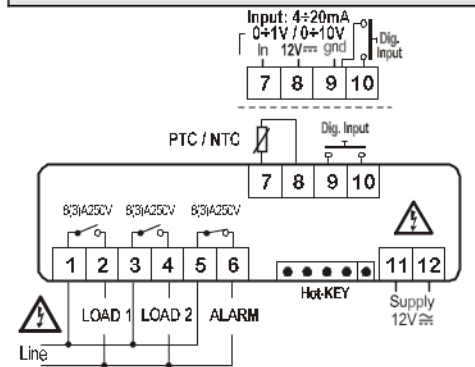 Input: 4÷20mA
0÷1V / 0÷10V
In 12V⎓ gnd
Dig.
Input
7 8 9 10
PTC / NTC
Dig. Input
7 8 9 10
8(3)A250V 8(3)A250V 8(3)A250V
1 2 3 4 5 6
11 12
Hot-KEY
LOAD 1 LOAD 2 ALARM
Supply
12V≂
Line